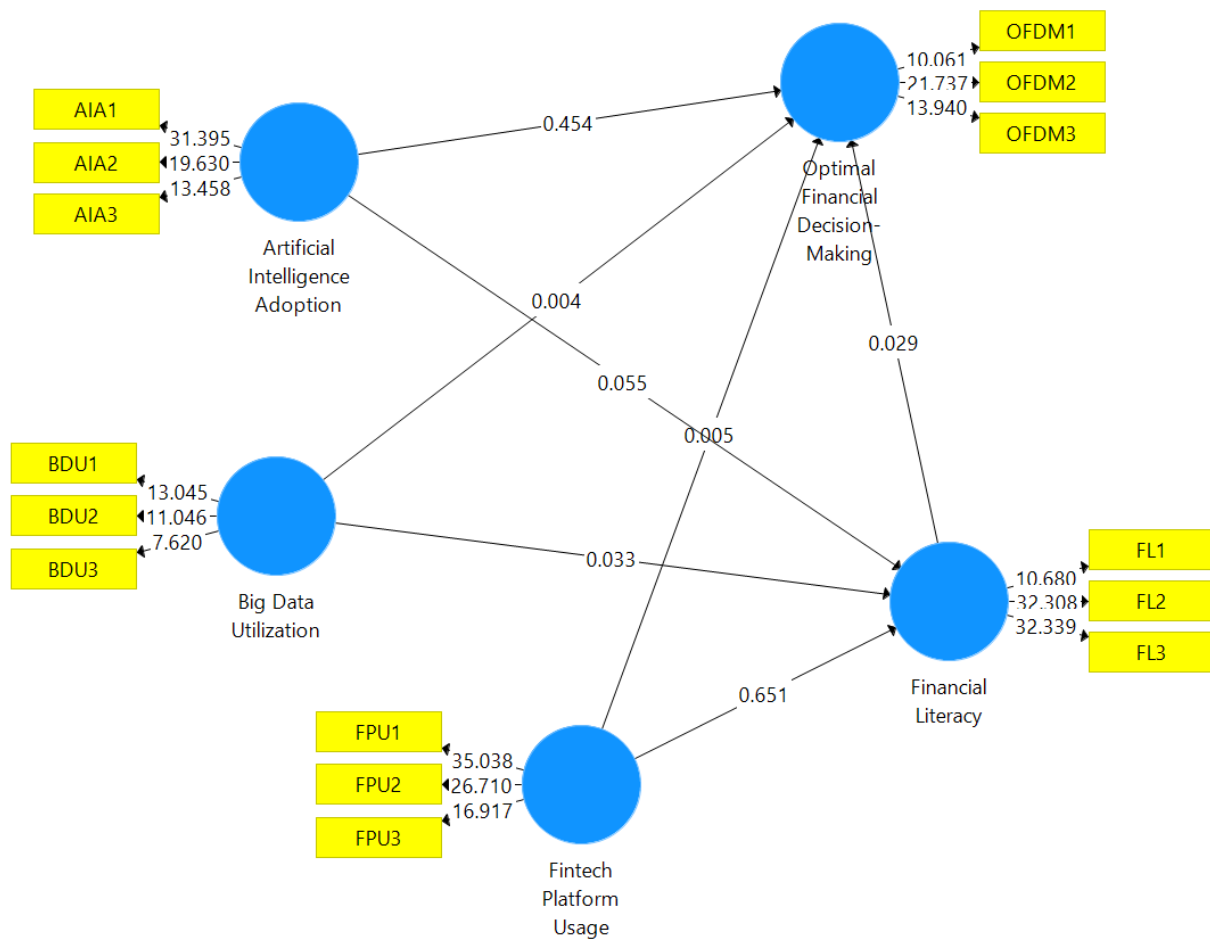 OFDM1
10.061
OFDM2
21.737
OFDM3
13.940
AIA1
31.395
AIA2
19.630
AIA3
13.458
0.454
Optimal
Financial
Decision-
Making
Artificial
Intelligence
Adoption
0.004
0.029
0.055
0.005
BDU1
13.045
BDU2
11.046
BDU3
7.620
0.033
Big Data
Utilization
FL1
10.680
FL2
32.308
FL3
32.339
Financial
Literacy
0.651
FPU1
35.038
FPU2
26.710
FPU3
16.917
Fintech
Platform
Usage